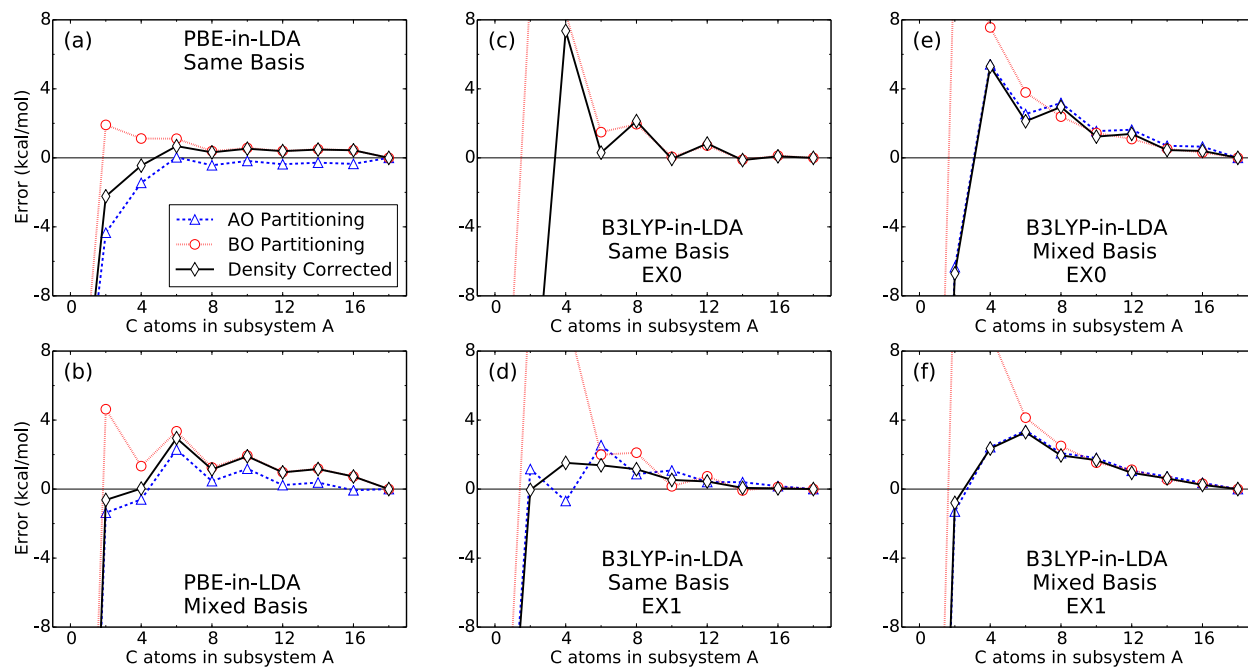 (a)
PBE-in-LDA
Same Basis
8
4
0
-4
-8
Error (kcal/mol)
AO Partitioning
BO Partitioning
Density Corrected
0 4 8 12 16
C atoms in subsystem A
(c)
8
4
0
-4
-8
B3LYP-in-LDA
Same Basis
EX0
0 4 8 12 16
C atoms in subsystem A
(e)
8
4
0
-4
-8
B3LYP-in-LDA
Mixed Basis
EX0
0 4 8 12 16
C atoms in subsystem A
(b)
8
4
0
-4
-8
Error (kcal/mol)
PBE-in-LDA
Mixed Basis
0 4 8 12 16
C atoms in subsystem A
(d)
8
4
0
-4
-8
B3LYP-in-LDA
Same Basis
EX1
0 4 8 12 16
C atoms in subsystem A
(f)
8
4
0
-4
-8
B3LYP-in-LDA
Mixed Basis
EX1
0 4 8 12 16
C atoms in subsystem A